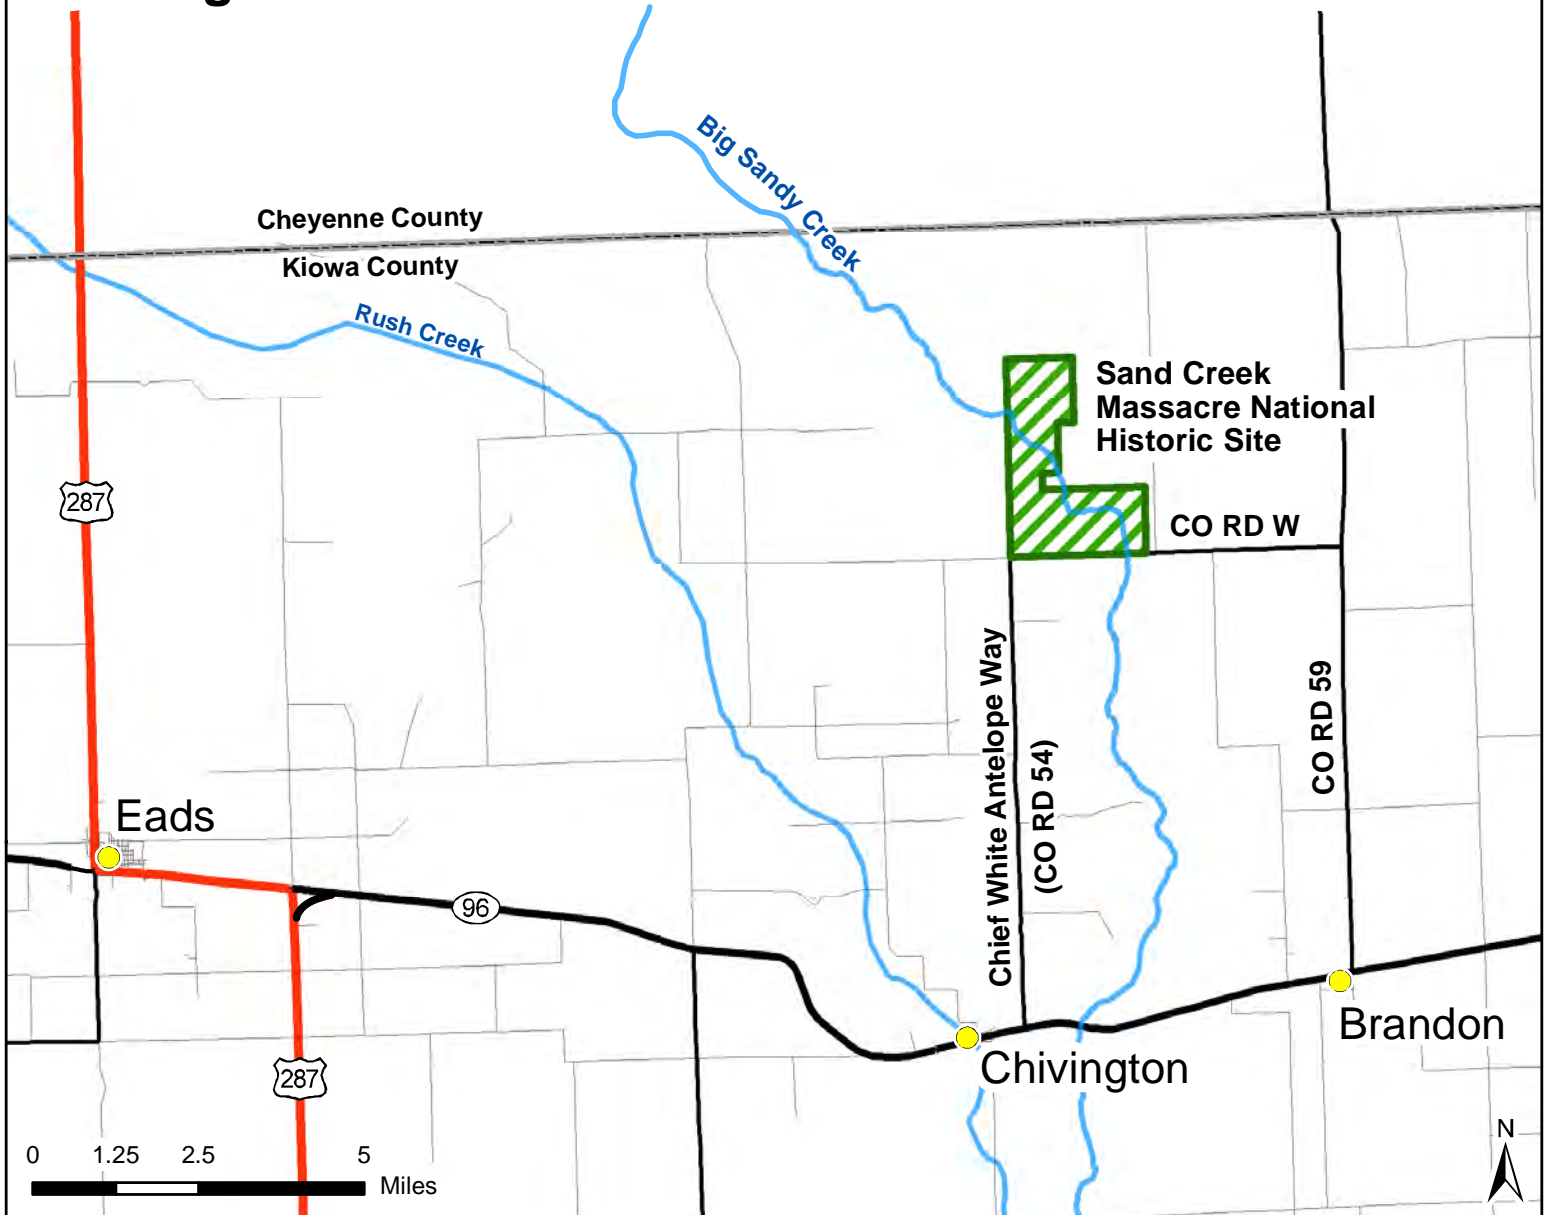 Big Sandy Creek
Cheyenne County
Kiowa County
Rush Creek
Sand Creek
Massacre National
Historic Site
287
CO RD W
Chief White Antelope Way
(CO RD 54)
CO RD 59
Eads
96
Brandon
Chivington
287
N
0 1.25 2.5 5
Miles